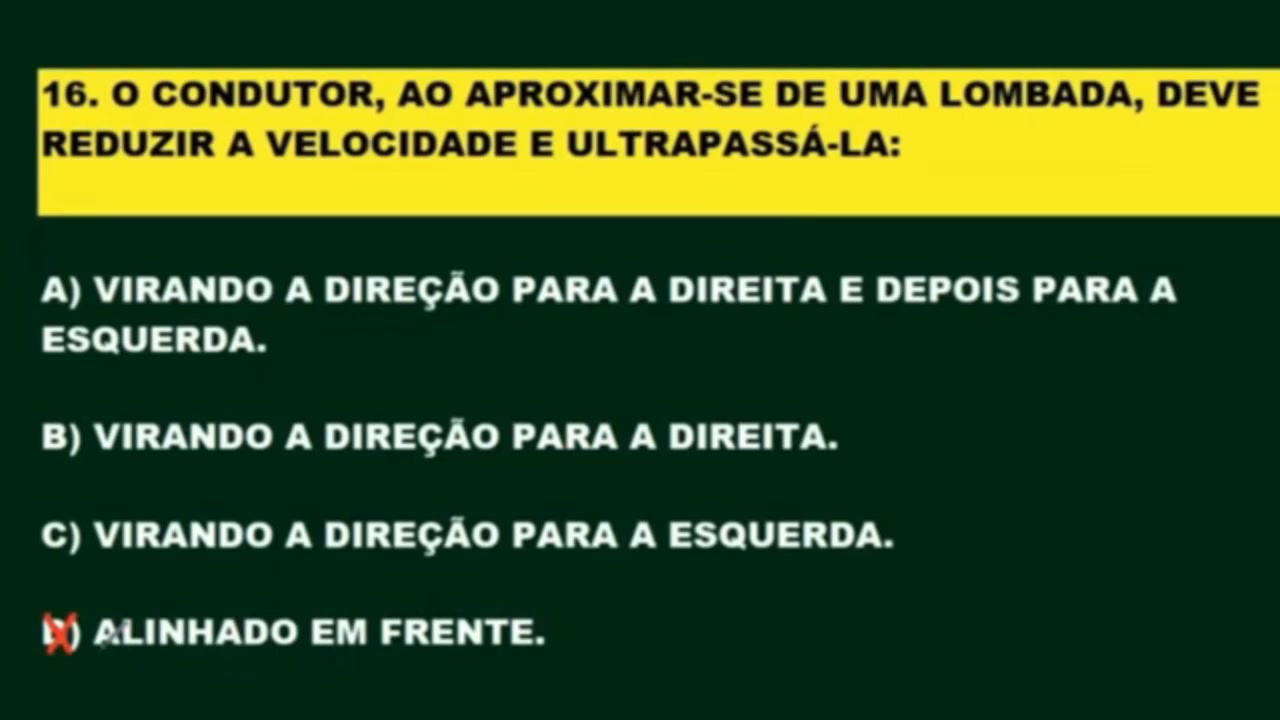 16. O CONDUTOR, AO APROXIMAR-SE DE UMA LOMBADA, DEVE
REDUZIR A VELOCIDADE E ULTRAPASSÁ-LA:
A) VIRANDO A DIREÇÃO PARA A DIREITA E DEPOIS PARA A
ESQUERDA.
B) VIRANDO A DIREÇÃO PARA A DIREITA.
C) VIRANDO A DIREÇÃO PARA A ESQUERDA.
D) ALINHADO EM FRENTE.